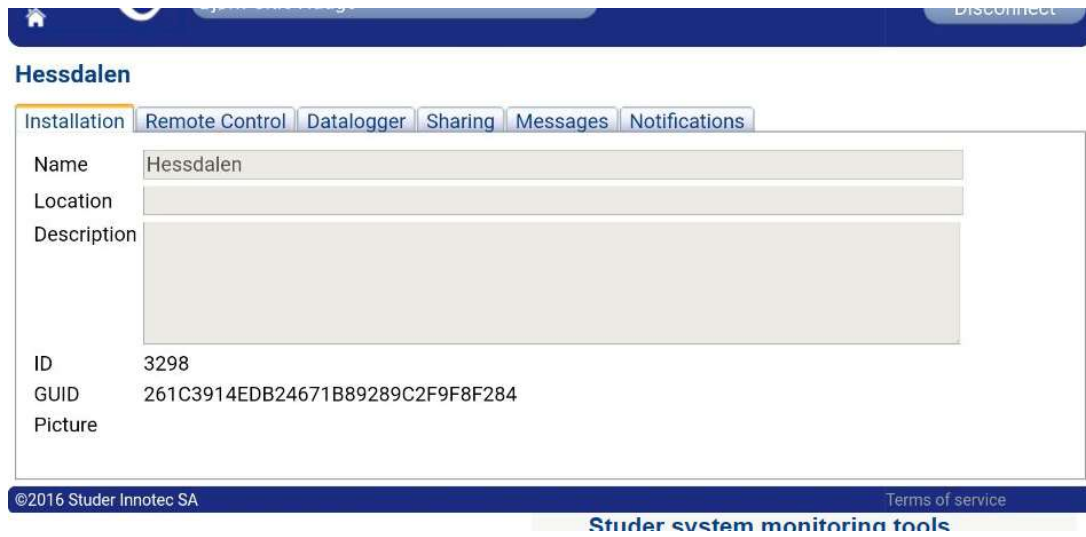 Disconnect
Hessdalen
Installation Remote Control Datalogger Sharing Messages Notifications
Name Hessdalen
Location
Description
ID 3298
GUID 261C3914EDB24671B89289C2F9F8F284
Picture
©2016 Studer Innotec SA Terms of service
Studer system monitoring tools